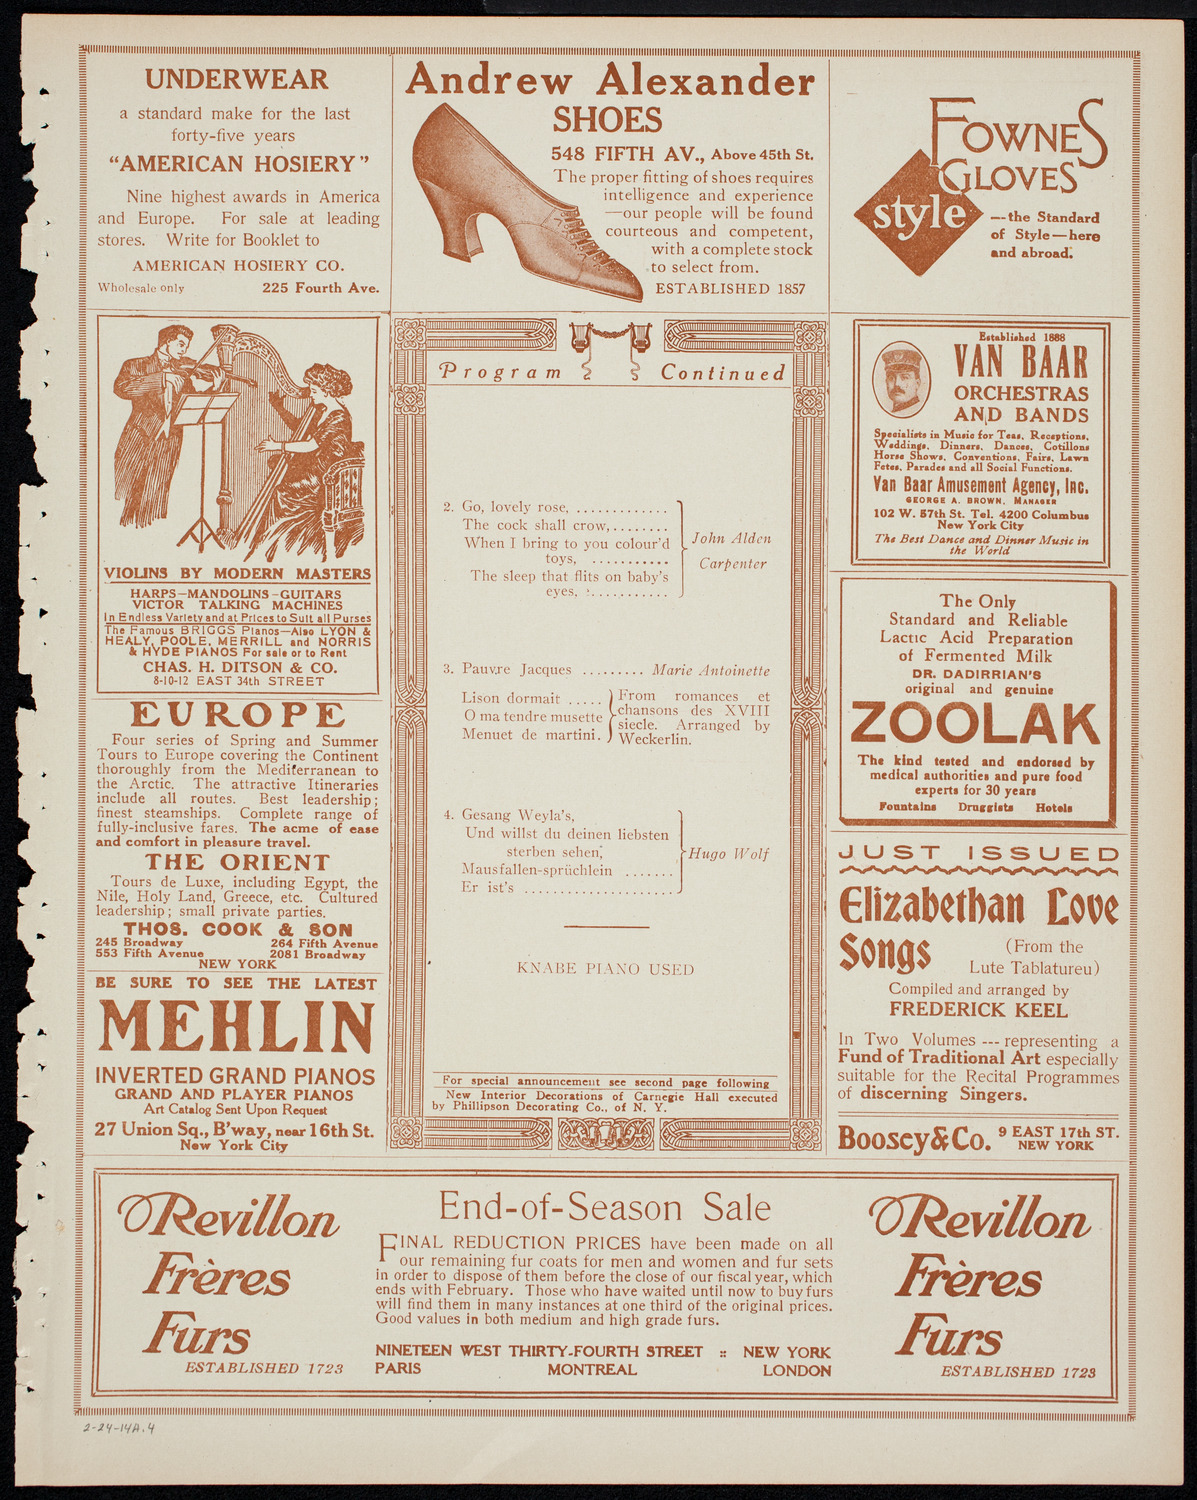 UNDERWEAR
a standard make for the last
forty-five years
“AMERICAN HOSIERY”
Nine highest awards in America
and Europe. For sale at leading
stores. Write for Booklet to
AMERICAN HOSIERY CO.
Wholesale only 225 Fourth Ave.
Andrew Alexander
SHOES
548 FIFTH AV., Above 45th St.
The proper fitting of shoes requires
intelligence and experience
—our people will be found
courteous and competent,
with a complete stock
to select from.
ESTABLISHED 1857
FOWNES
GLOVES
style
—the Standard
of Style—here
and abroad.
VIOLINS BY MODERN MASTERS
HARPS—MANDOLINS—GUITARS
VICTOR TALKING MACHINES
In Endless Variety and at Prices to Suit all Purses
The Famous BRIGGS Pianos—Also LYON &
HEALY, POOLE, MERRILL and NORRIS
& HYDE PIANOS For sale or to Rent
CHAS. H. DITSON & CO.
8-10-12 EAST 34th STREET
EUROPE
Four series of Spring and Summer
Tours to Europe covering the Continent
thoroughly from the Mediterranean to
the Arctic. The attractive Itineraries
include all routes. Best leadership;
finest steamships. Complete range of
fully-inclusive fares. The acme of ease
and comfort in pleasure travel.
THE ORIENT
Tours de Luxe, including Egypt, the
Nile, Holy Land, Greece, etc. Cultured
leadership; small private parties.
THOS. COOK & SON
245 Broadway 264 Fifth Avenue
553 Fifth Avenue 2081 Broadway
NEW YORK
BE SURE TO SEE THE LATEST
MEHLIN
INVERTED GRAND PIANOS
GRAND AND PLAYER PIANOS
Art Catalog Sent Upon Request
27 Union Sq., B'way, near 16th St.
New York City
Program Continued
2. Go, lovely rose, .............
The cock shall crow,........
When I bring to you colour'd
toys, ...........
The sleep that flits on baby's
eyes, ............
John Alden
Carpenter
3. Pauvre Jacques ......... Marie Antoinette
Lison dormait .....
O ma tendre musette
Menuet de martini.
From romances et
chansons des XVIII
siecle. Arranged by
Weckerlin.
4. Gesang Weyla's,
Und willst du deinen liebsten
sterben sehen,
Mausfallen-sprüchlein .......
Er ist's ......................
Hugo Wolf
KNABE PIANO USED
For special announcement see second page following
New Interior Decorations of Carnegie Hall executed
by Phillipson Decorating Co., of N. Y.
Established 1888
VAN BAAR
ORCHESTRAS
AND BANDS
Specialists in Music for Teas, Receptions,
Weddings, Dinners, Dances, Cotillons
Horse Shows, Conventions, Fairs, Lawn
Fetes, Parades and all Social Functions.
Van Baar Amusement Agency, Inc.
GEORGE A. BROWN, MANAGER
102 W. 57th St. Tel. 4200 Columbus
New York City
The Best Dance and Dinner Music in
the World
The Only
Standard and Reliable
Lactic Acid Preparation
of Fermented Milk
DR. DADIRRIAN'S
original and genuine
ZOOLAK
The kind tested and endorsed by
medical authorities and pure food
experts for 30 years
Fountains Druggists Hotels
JUST ISSUED
Elizabethan Love
Songs (From the
Lute Tablatureu)
Compiled and arranged by
FREDERICK KEEL
In Two Volumes --- representing a
Fund of Traditional Art especially
suitable for the Recital Programmes
of discerning Singers.
Boosey & Co. 9 EAST 17th ST.
NEW YORK
Revillon
Frères
Furs
ESTABLISHED 1723
End-of-Season Sale
FINAL REDUCTION PRICES have been made on all
our remaining fur coats for men and women and fur sets
in order to dispose of them before the close of our fiscal year, which
ends with February. Those who have waited until now to buy furs
will find them in many instances at one third of the original prices.
Good values in both medium and high grade furs.
NINETEEN WEST THIRTY-FOURTH STREET :: NEW YORK
PARIS MONTREAL LONDON
Revillon
Frères
Furs
ESTABLISHED 1723
2-24-14A.4